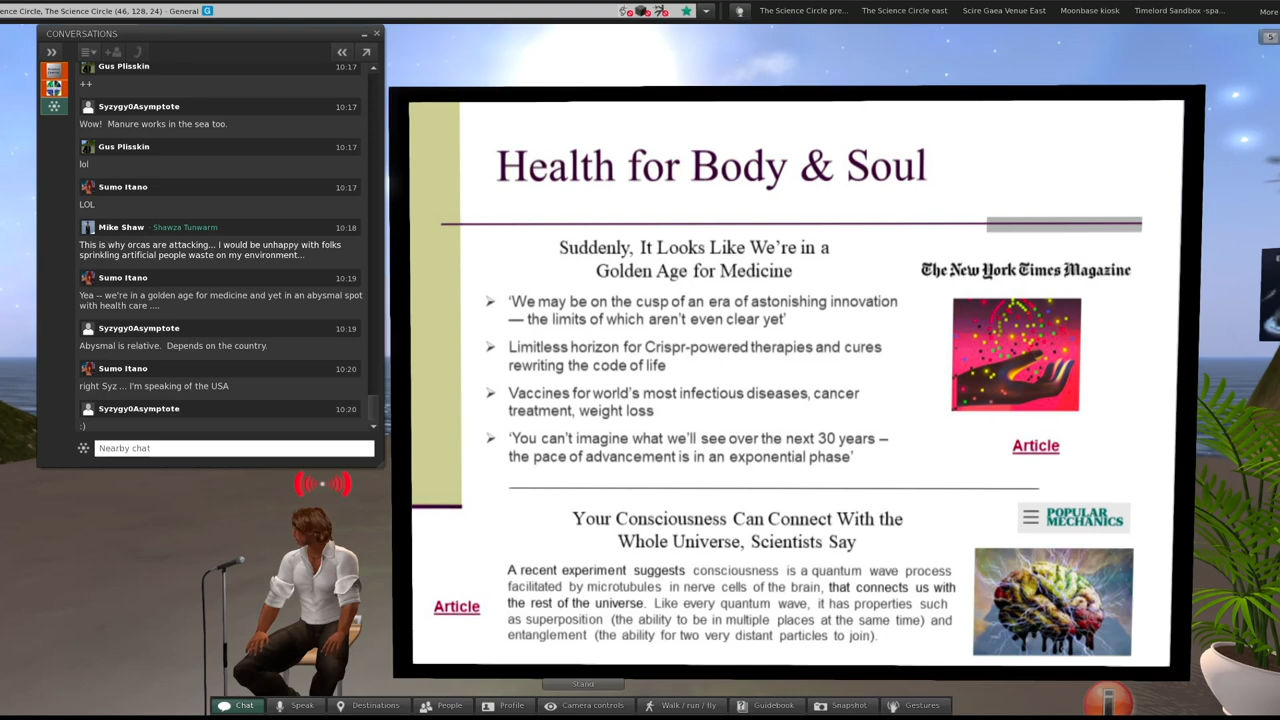 ence Circle, The Science Circle (46, 128, 24) - General G
The Science Circle pre...
The Science Circle east
Scire Gaea Venue East
Moonbase kiosk
Timelord Sandbox -spa...
More
5
CONVERSATIONS
Gus Plisskin 10:17
++
Syzygy0Asymptote 10:17
Wow! Manure works in the sea too.
Gus Plisskin 10:17
lol
Sumo Itano 10:17
LOL
Mike Shaw · Shawza Tunwarm 10:18
This is why orcas are attacking... I would be unhappy with folks
sprinkling artificial people waste on my environment...
Sumo Itano 10:19
Yea -- we're in a golden age for medicine and yet in an abysmal spot
with health care ....
Syzygy0Asymptote 10:19
Abysmal is relative. Depends on the country.
Sumo Itano 10:20
right Syz ... I'm speaking of the USA
Syzygy0Asymptote 10:20
:)
Nearby chat
Health for Body & Soul
Suddenly, It Looks Like We're in a
Golden Age for Medicine
The New York Times Magazine
‘We may be on the cusp of an era of astonishing innovation
— the limits of which aren’t even clear yet’
Limitless horizon for Crispr-powered therapies and cures
rewriting the code of life
Vaccines for world’s most infectious diseases, cancer
treatment, weight loss
‘You can’t imagine what we’ll see over the next 30 years –
the pace of advancement is in an exponential phase’
Article
Your Consciousness Can Connect With the
Whole Universe, Scientists Say
POPULAR
MECHANICS
A recent experiment suggests consciousness is a quantum wave process
facilitated by microtubules in nerve cells of the brain, that connects us with
the rest of the universe. Like every quantum wave, it has properties such
as superposition (the ability to be in multiple places at the same time) and
entanglement (the ability for two very distant particles to join).
Article
Stand
Chat
Speak
Destinations
People
Profile
Camera controls
Walk / run / fly
Guidebook
Snapshot
Gestures